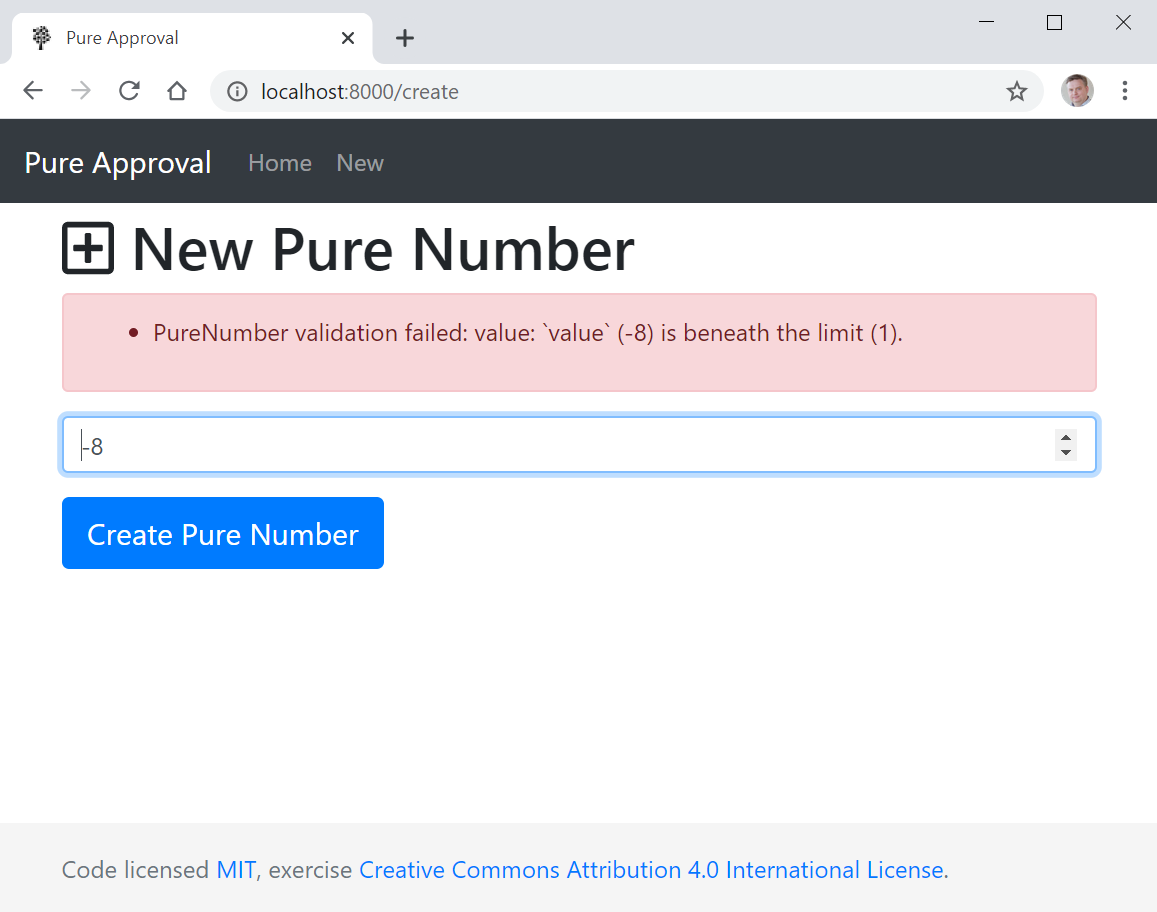 Pure Approval
localhost:8000/create
Pure Approval Home New
New Pure Number
PureNumber validation failed: value: `value` (-8) is beneath the limit (1).
-8
Create Pure Number
Code licensed MIT, exercise Creative Commons Attribution 4.0 International License.